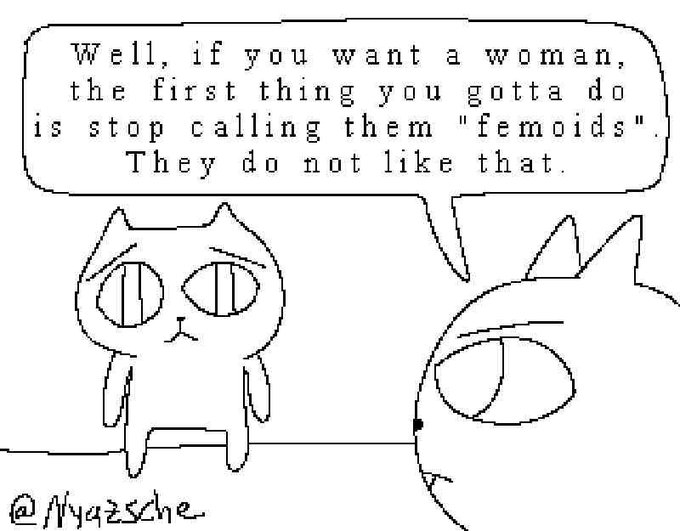 Well, if you want a woman,
the first thing you gotta do
is stop calling them "femoids".
They do not like that.
@Nyazsche